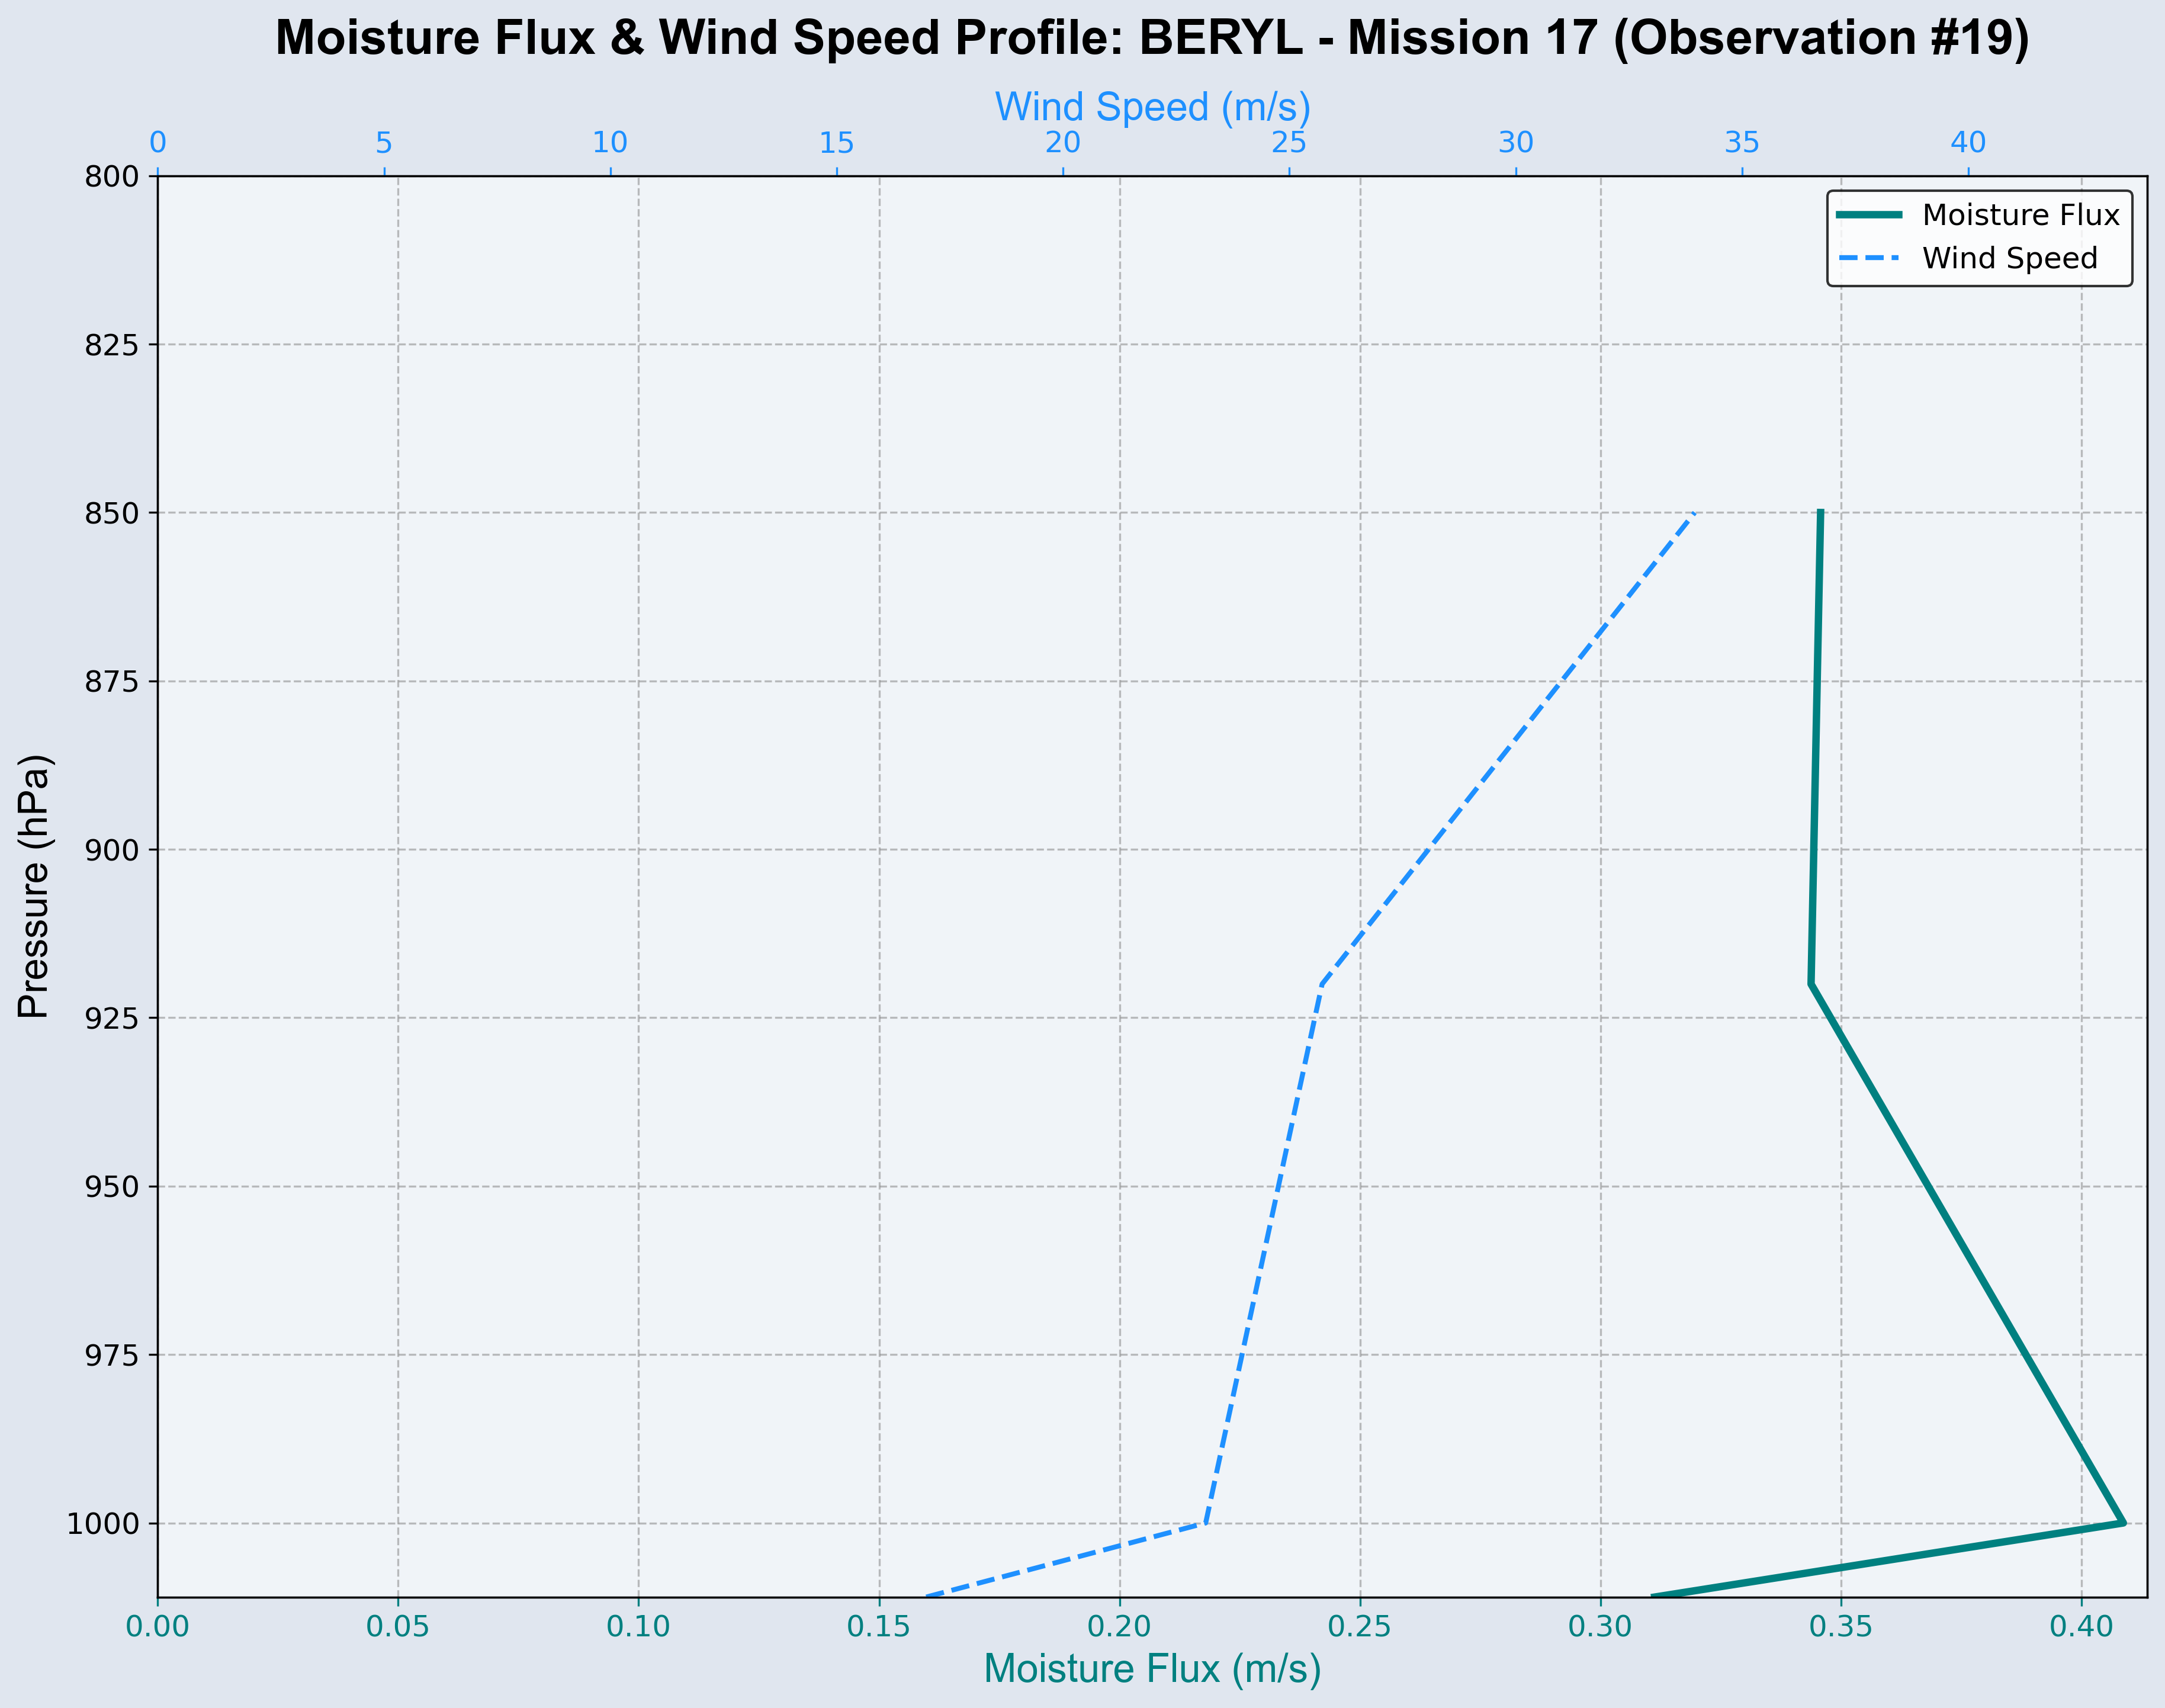 Moisture Flux & Wind Speed Profile: BERYL - Mission 17 (Observation #19)
Wind Speed (m/s)
0 5 10 15 20 25 30 35 40
Moisture Flux
Wind Speed
Pressure (hPa)
800
825
850
875
900
925
950
975
1000
0.00 0.05 0.10 0.15 0.20 0.25 0.30 0.35 0.40
Moisture Flux (m/s)